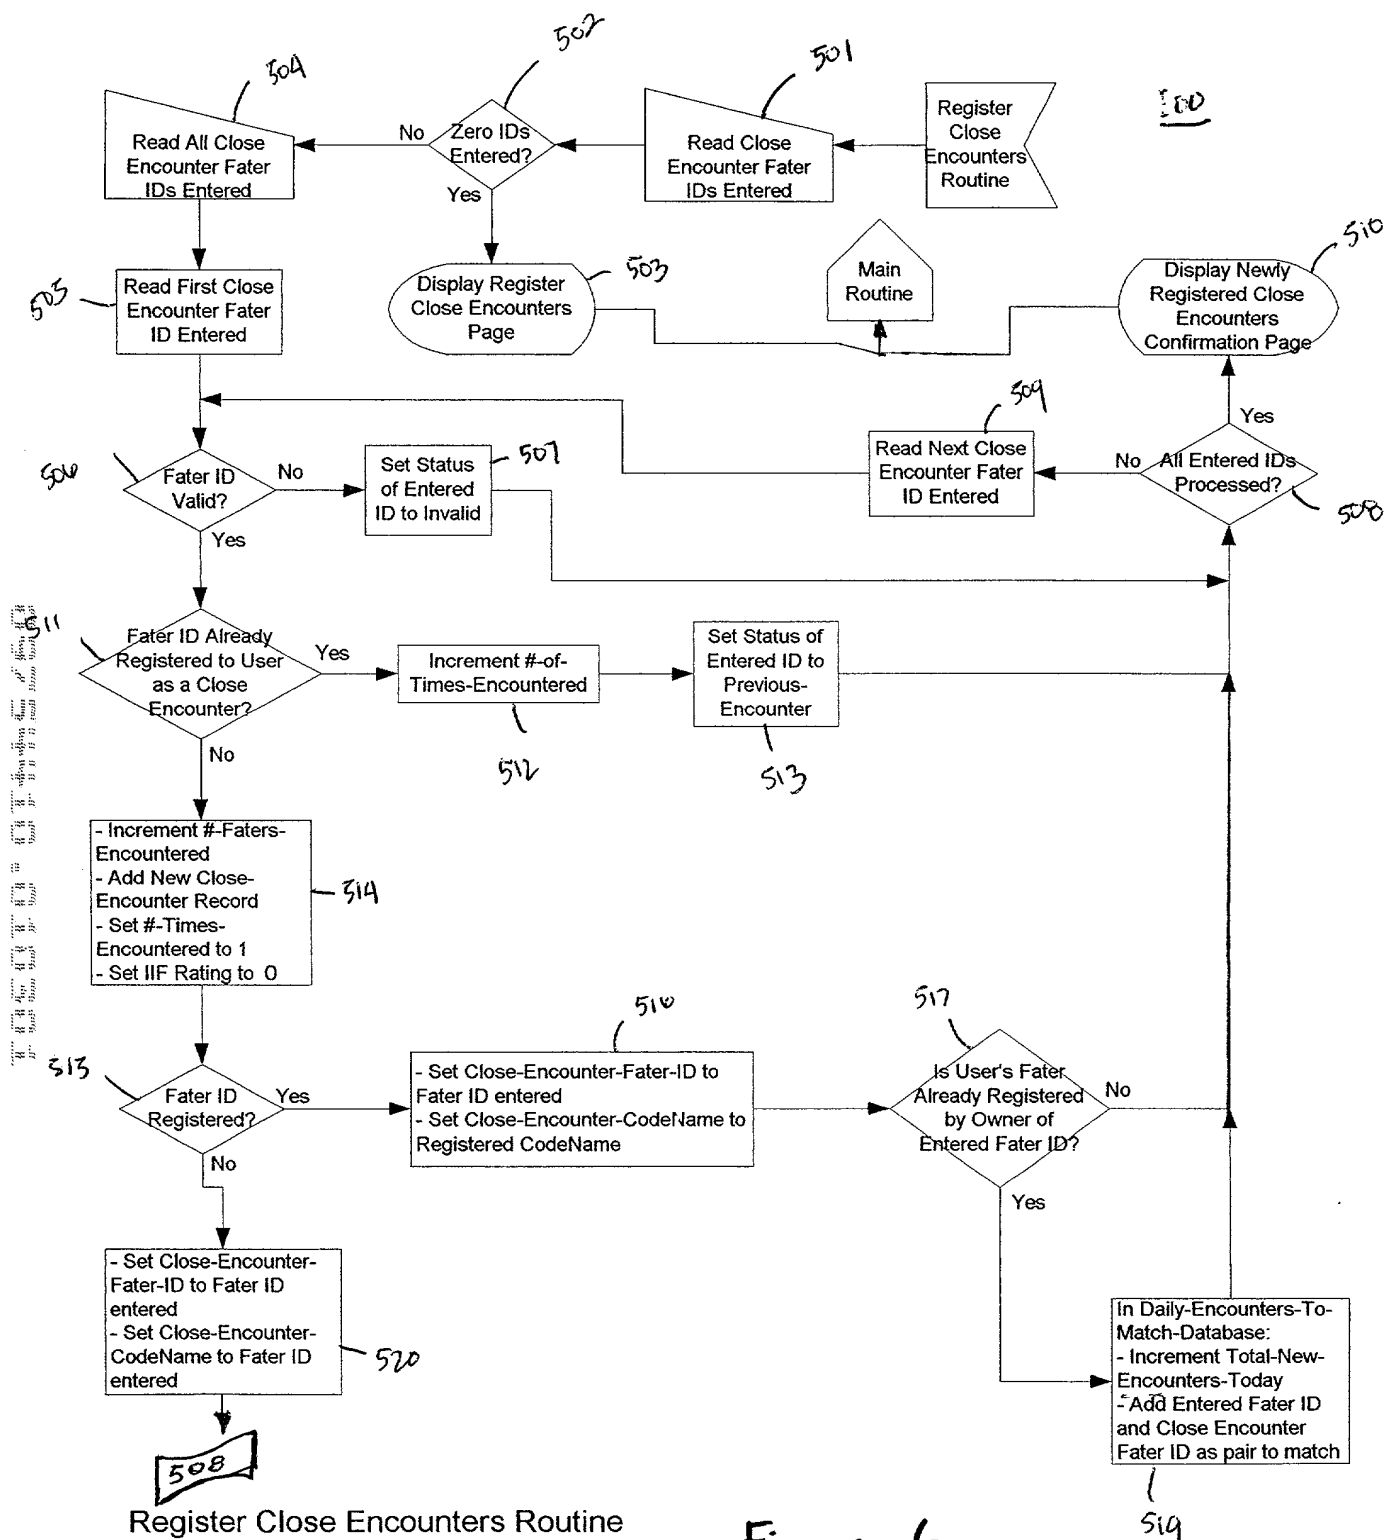 502
504
501
Register
Close
Encounters
Routine
Read Close
Encounter Fater
IDs Entered
Zero IDs
Entered?
No
Yes
Read All Close
Encounter Fater
IDs Entered
503
510
505
Read First Close
Encounter Fater
ID Entered
Display Register
Close Encounters
Page
Main
Routine
Display Newly
Registered Close
Encounters
Confirmation Page
509
Yes
506
Fater ID
Valid?
No
Yes
Set Status
of Entered
ID to Invalid
507
Read Next Close
Encounter Fater
ID Entered
No
All Entered IDs
Processed?
508
511
Fater ID Already
Registered to User
as a Close
Encounter?
Yes
No
Increment #-of-
Times-Encountered
512
Set Status of
Entered ID to
Previous-
Encounter
513
- Increment #-Faters-
Encountered
- Add New Close-
Encounter Record
- Set #-Times-
Encountered to 1
- Set IIF Rating to 0
514
513
Fater ID
Registered?
Yes
No
516
- Set Close-Encounter-Fater-ID to
Fater ID entered
- Set Close-Encounter-CodeName to
Registered CodeName
517
Is User's Fater
Already Registered
by Owner of
Entered Fater ID?
No
Yes
- Set Close-Encounter-
Fater-ID to Fater ID
entered
- Set Close-Encounter-
CodeName to Fater ID
entered
520
In Daily-Encounters-To-
Match-Database:
- Increment Total-New-
Encounters-Today
- Add Entered Fater ID
and Close Encounter
Fater ID as pair to match
519
508
Register Close Encounters Routine